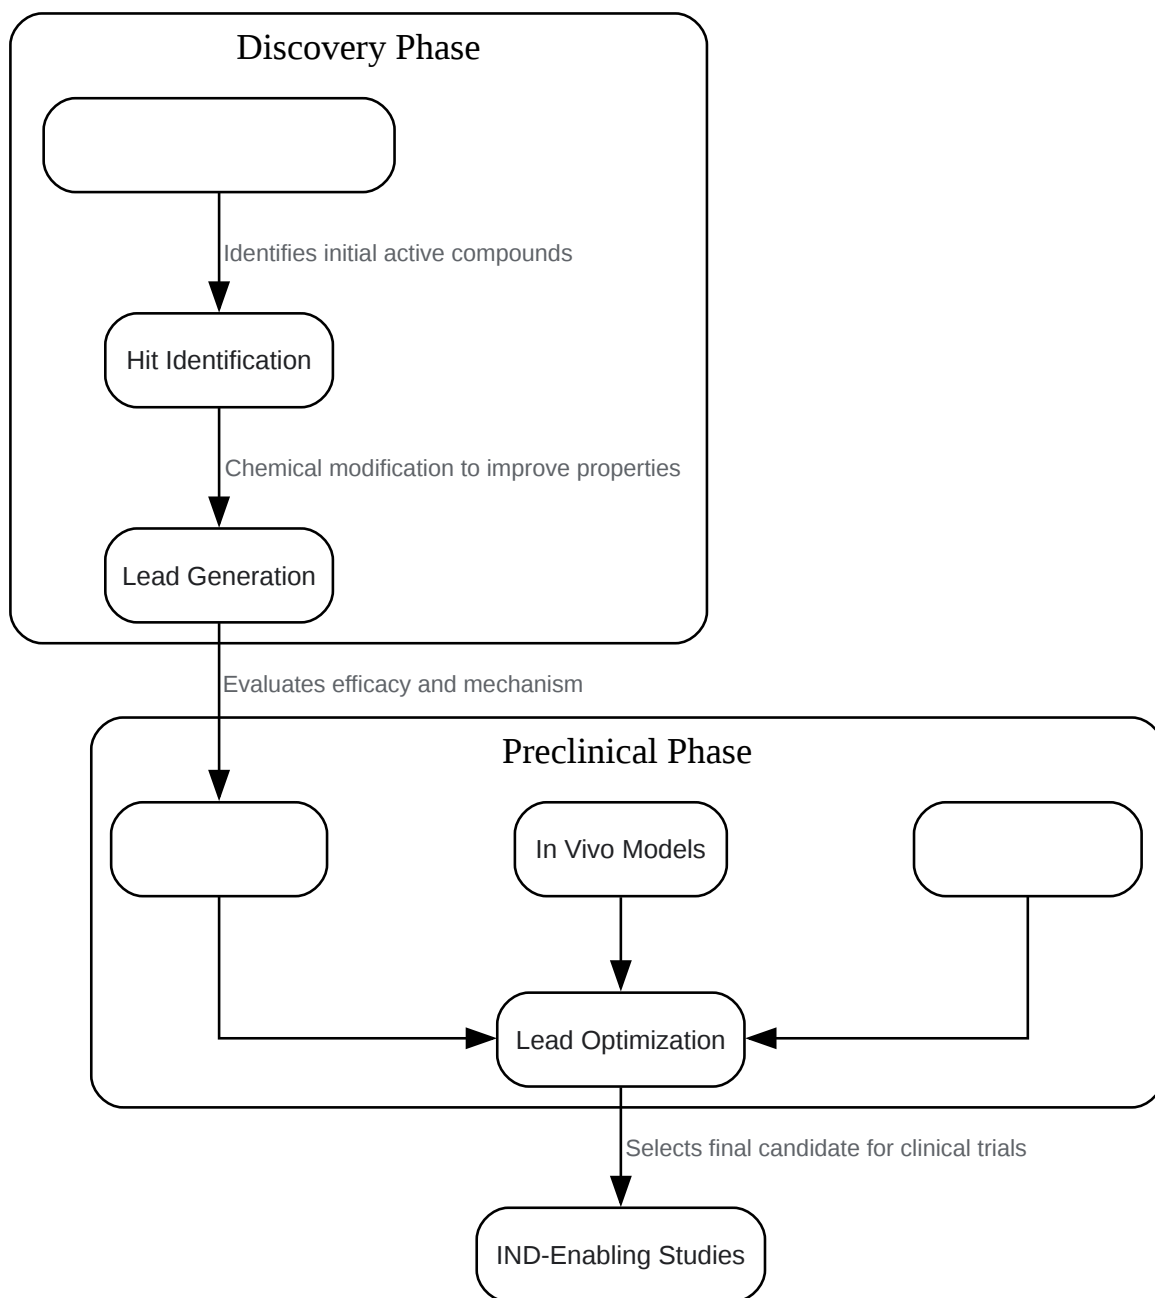 Discovery Phase
Identifies initial active compounds
Hit Identification
Chemical modification to improve properties
Lead Generation
Evaluates efficacy and mechanism
Preclinical Phase
In Vivo Models
Lead Optimization
Selects final candidate for clinical trials
IND-Enabling Studies